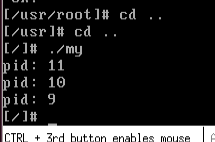 [/usr/root]# cd ..
[/usr]# cd ..
[/]# ./my
pid: 11
pid: 10
pid: 9
[/]#
CTRL + 3rd button enables mouse